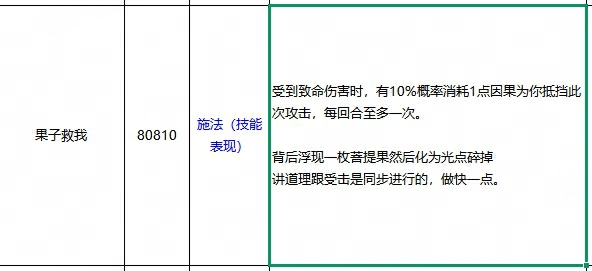 果子救我
80810
施法（技能
表现）
受到致命伤害时，有10%概率消耗1点因果为你抵挡此
次攻击，每回合至多一次。
背后浮现一枚菩提果然后化为光点碎掉
讲道理跟受击是同步进行的，做快一点。